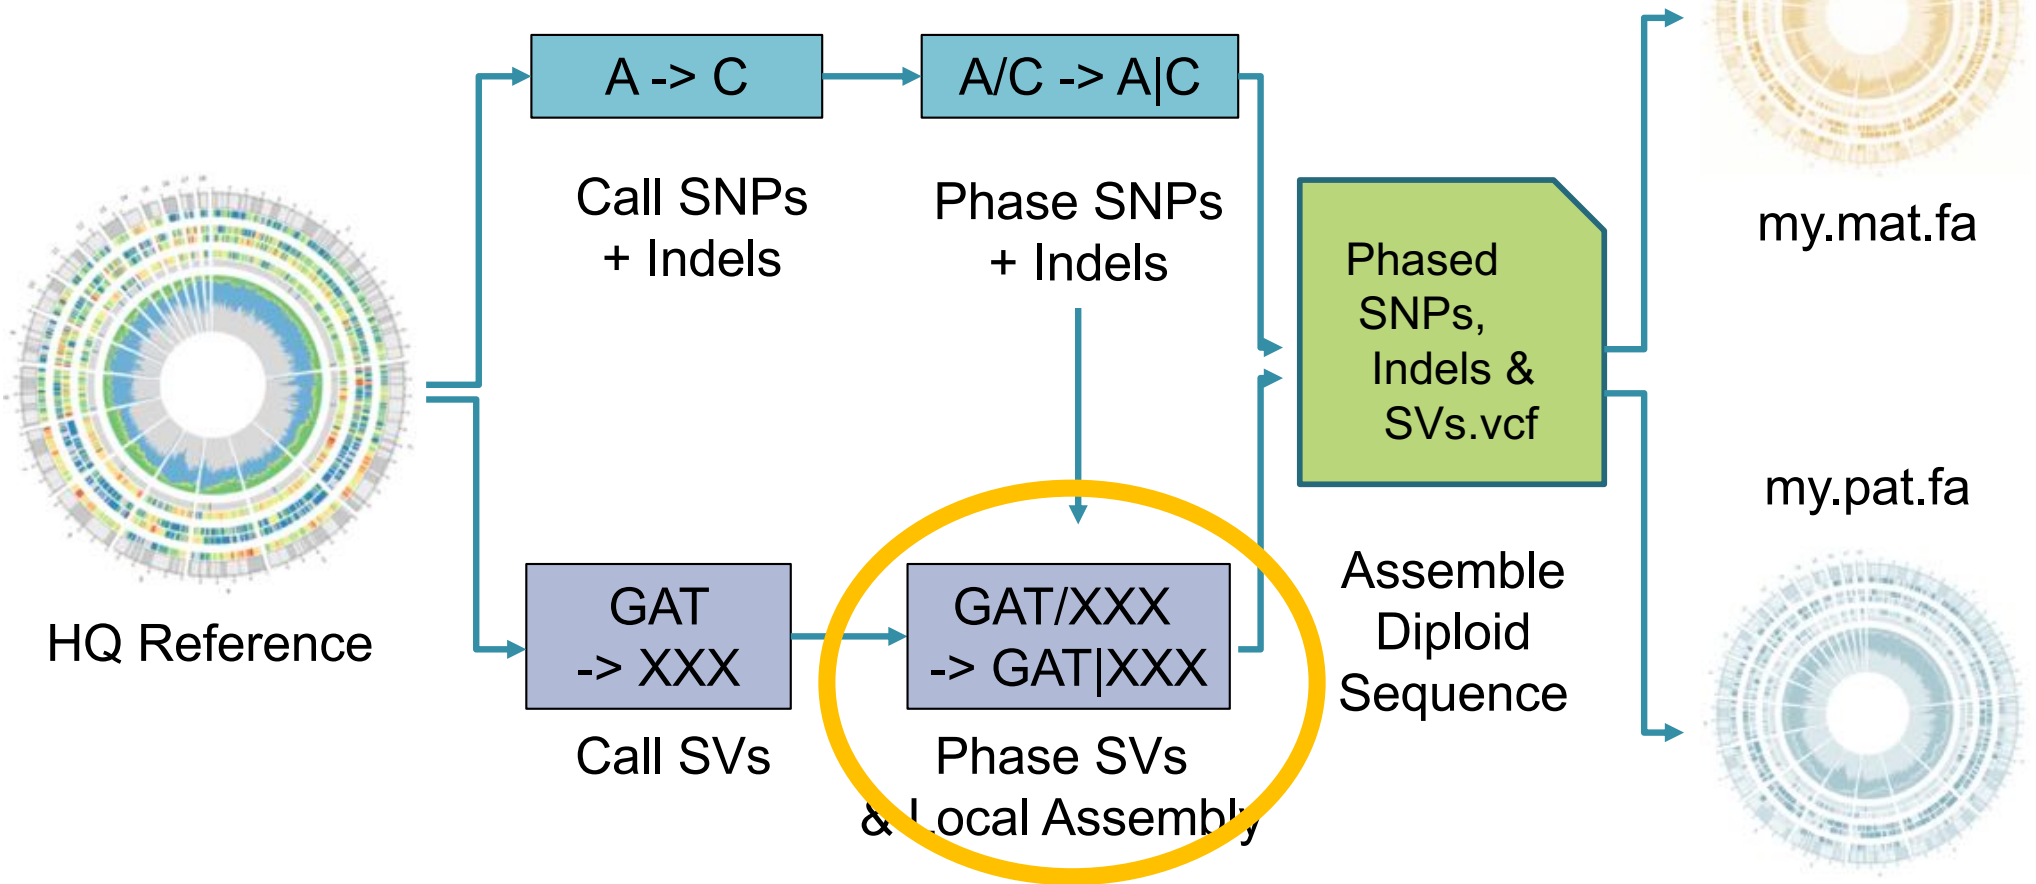 A -> C
Call SNPs
+ Indels
A/C -> A|C
Phase SNPs
+ Indels
HQ Reference
GAT
-> XXX
Call SVs
GAT/XXX
-> GAT|XXX
Phase SVs
& Local Assembly
Phased
SNPs,
Indels &
SVs.vcf
Assemble
Diploid
Sequence
my.mat.fa
my.pat.fa